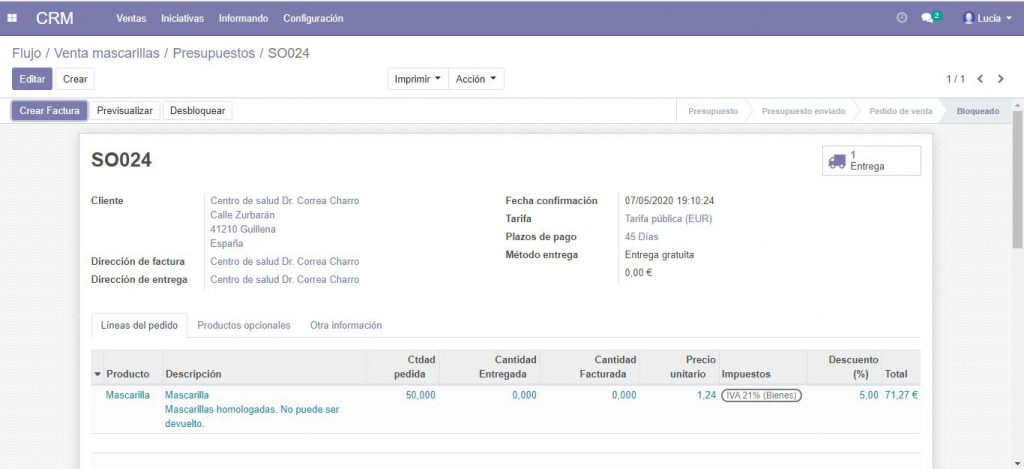 CRM Ventas Iniciativas Informando Configuración 2 Lucia
Flujo / Venta mascarillas / Presupuestos / SO024
Editar Crear Imprimir Acción 1 / 1
Crear Factura Previsualizar Desbloquear Presupuesto Presupuesto enviado Pedido de venta Bloqueado
SO024
1
Entrega
Cliente Centro de salud Dr. Correa Charro
Calle Zurbarán
41210 Guillena
España
Dirección de factura Centro de salud Dr. Correa Charro
Dirección de entrega Centro de salud Dr. Correa Charro
Fecha confirmación 07/05/2020 19:10:24
Tarifa Tarifa pública (EUR)
Plazos de pago 45 Días
Método entrega Entrega gratuita
0,00 €
Líneas del pedido Productos opcionales Otra información
Producto Descripción Ctdad pedida Cantidad Entregada Cantidad Facturada Precio unitario Impuestos Descuento (%) Total
Mascarilla Mascarilla 50,000 0,000 0,000 1,24 IVA 21% (Bienes) 5,00 71,27 €
Mascarillas homologadas. No puede ser
devuelto.